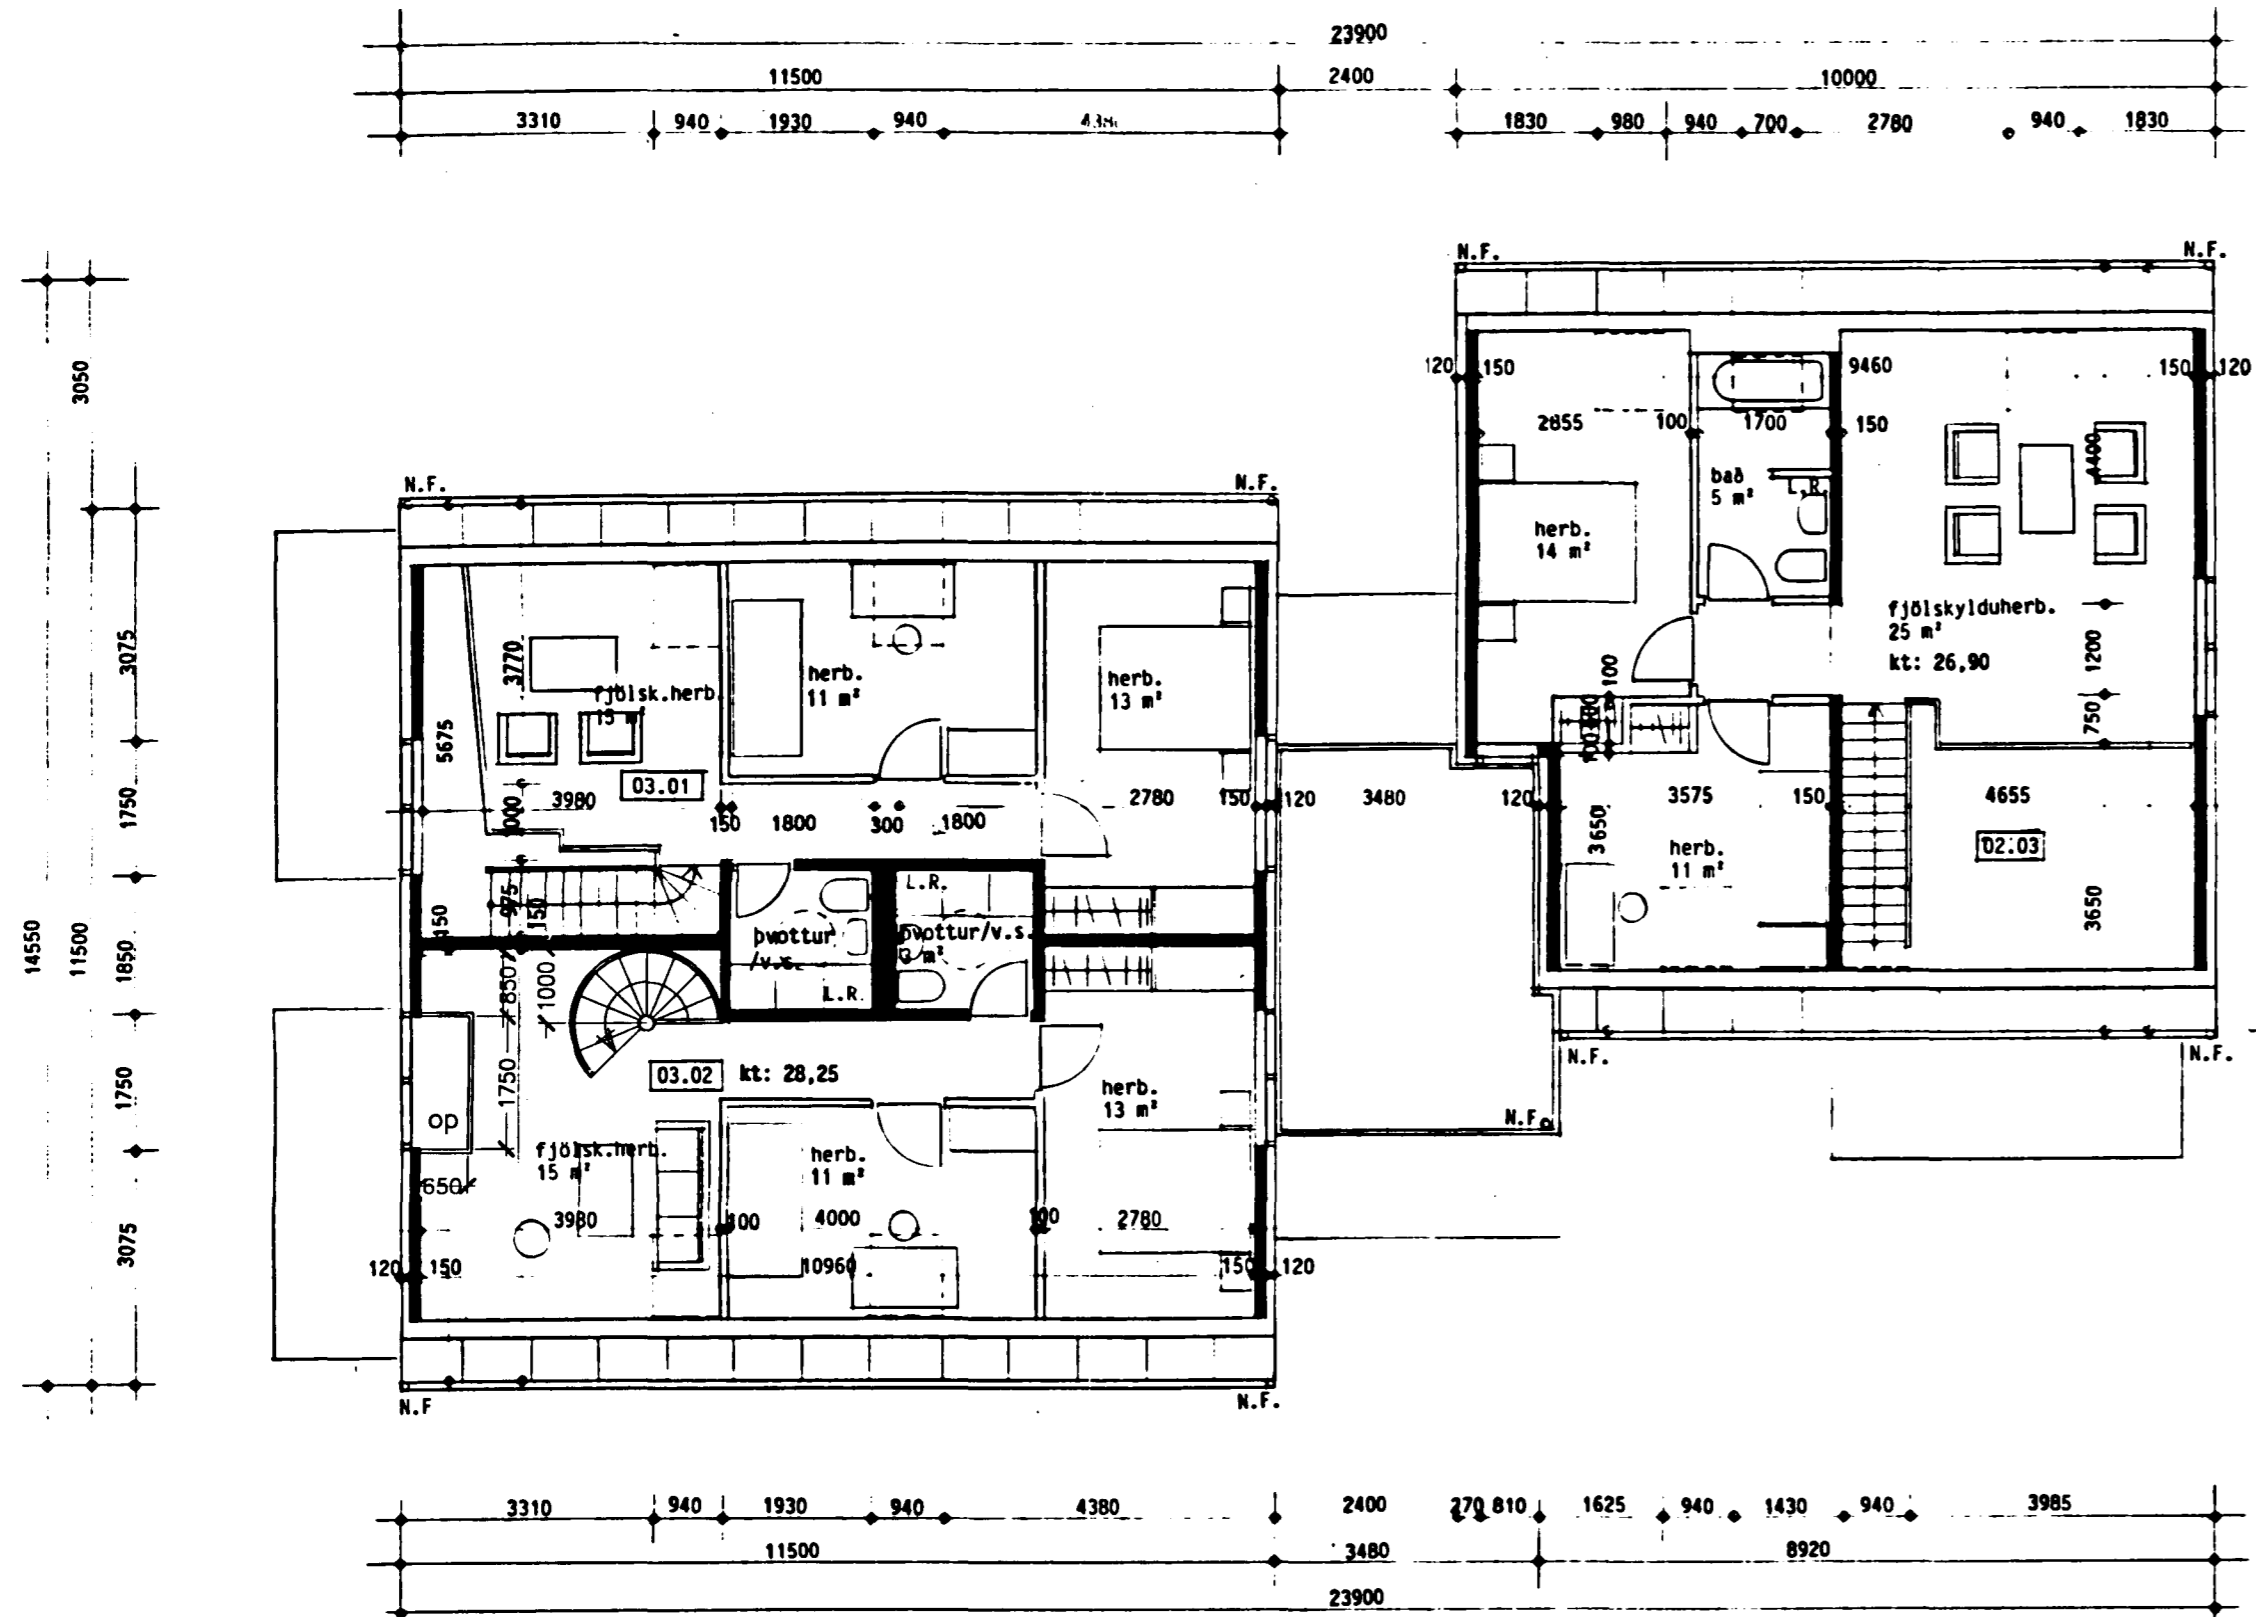 23900
11500 2400 10000
3310 940 1930 940 1830 980 940 700 2780 940 1830
N.F. N.F.
3050
120 150 9460 150 120
2855 100 1700 150
4400
bað
5 m²
L.R.
herb.
14 m²
fjölskylduherb.
25 m²
kt: 26,90
1200
100
750
N.F. N.F.
3075
3770
fjölsk.herb.
15 m²
herb.
11 m²
herb.
13 m²
5675
03.01
3980
150 1800 300 1800
2780 150 120 3480 120
3575 150 4655
1750
3650
herb.
11 m²
02.03
3650
975
150
150
L.R.
þvottur
/v.s.
þvottur/v.s.
3 m²
L.R.
14550
11500
1850
850
1000
03.02 kt: 28,25
1750
1750
op
N.F. N.F.
herb.
13 m²
N.F.
fjölsk.herb.
15 m²
herb.
11 m²
650
3980 100 4000 100 2780
3075
120 150 10960 150 120
N.F N.F.
3310 940 1930 940 4380 2400 270 810 1625 940 1430 940 3985
11500 3480 8920
23900